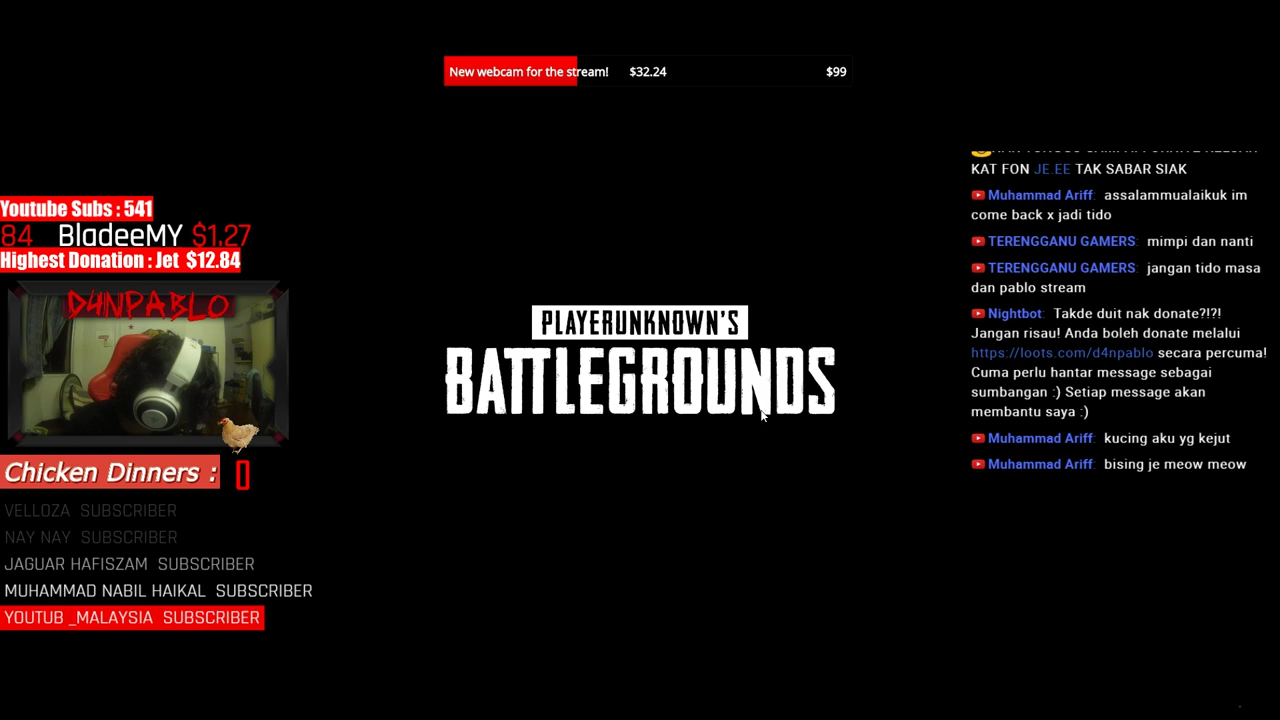 New webcam for the stream! $32.24 $99
KAT FON JE.EE TAK SABAR SIAK
Muhammad Ariff: assalammualaikuk im
come back x jadi tido
TERENGGANU GAMERS: mimpi dan nanti
TERENGGANU GAMERS: jangan tido masa
dan pablo stream
Nightbot: Takde duit nak donate?!?!
Jangan risau! Anda boleh donate melalui
https://loots.com/d4npablo secara percuma!
Cuma perlu hantar message sebagai
sumbangan :) Setiap message akan
membantu saya :)
Muhammad Ariff: kucing aku yg kejut
Muhammad Ariff: bising je meow meow
Youtube Subs : 541
84 BladeeMY $1.27
Highest Donation : Jet $12.84
D4NPABLO
PLAYERUNKNOWN'S
BATTLEGROUNDS
Chicken Dinners : 0
VELLOZA SUBSCRIBER
NAY NAY SUBSCRIBER
JAGUAR HAFISZAM SUBSCRIBER
MUHAMMAD NABIL HAIKAL SUBSCRIBER
YOUTUB _MALAYSIA SUBSCRIBER